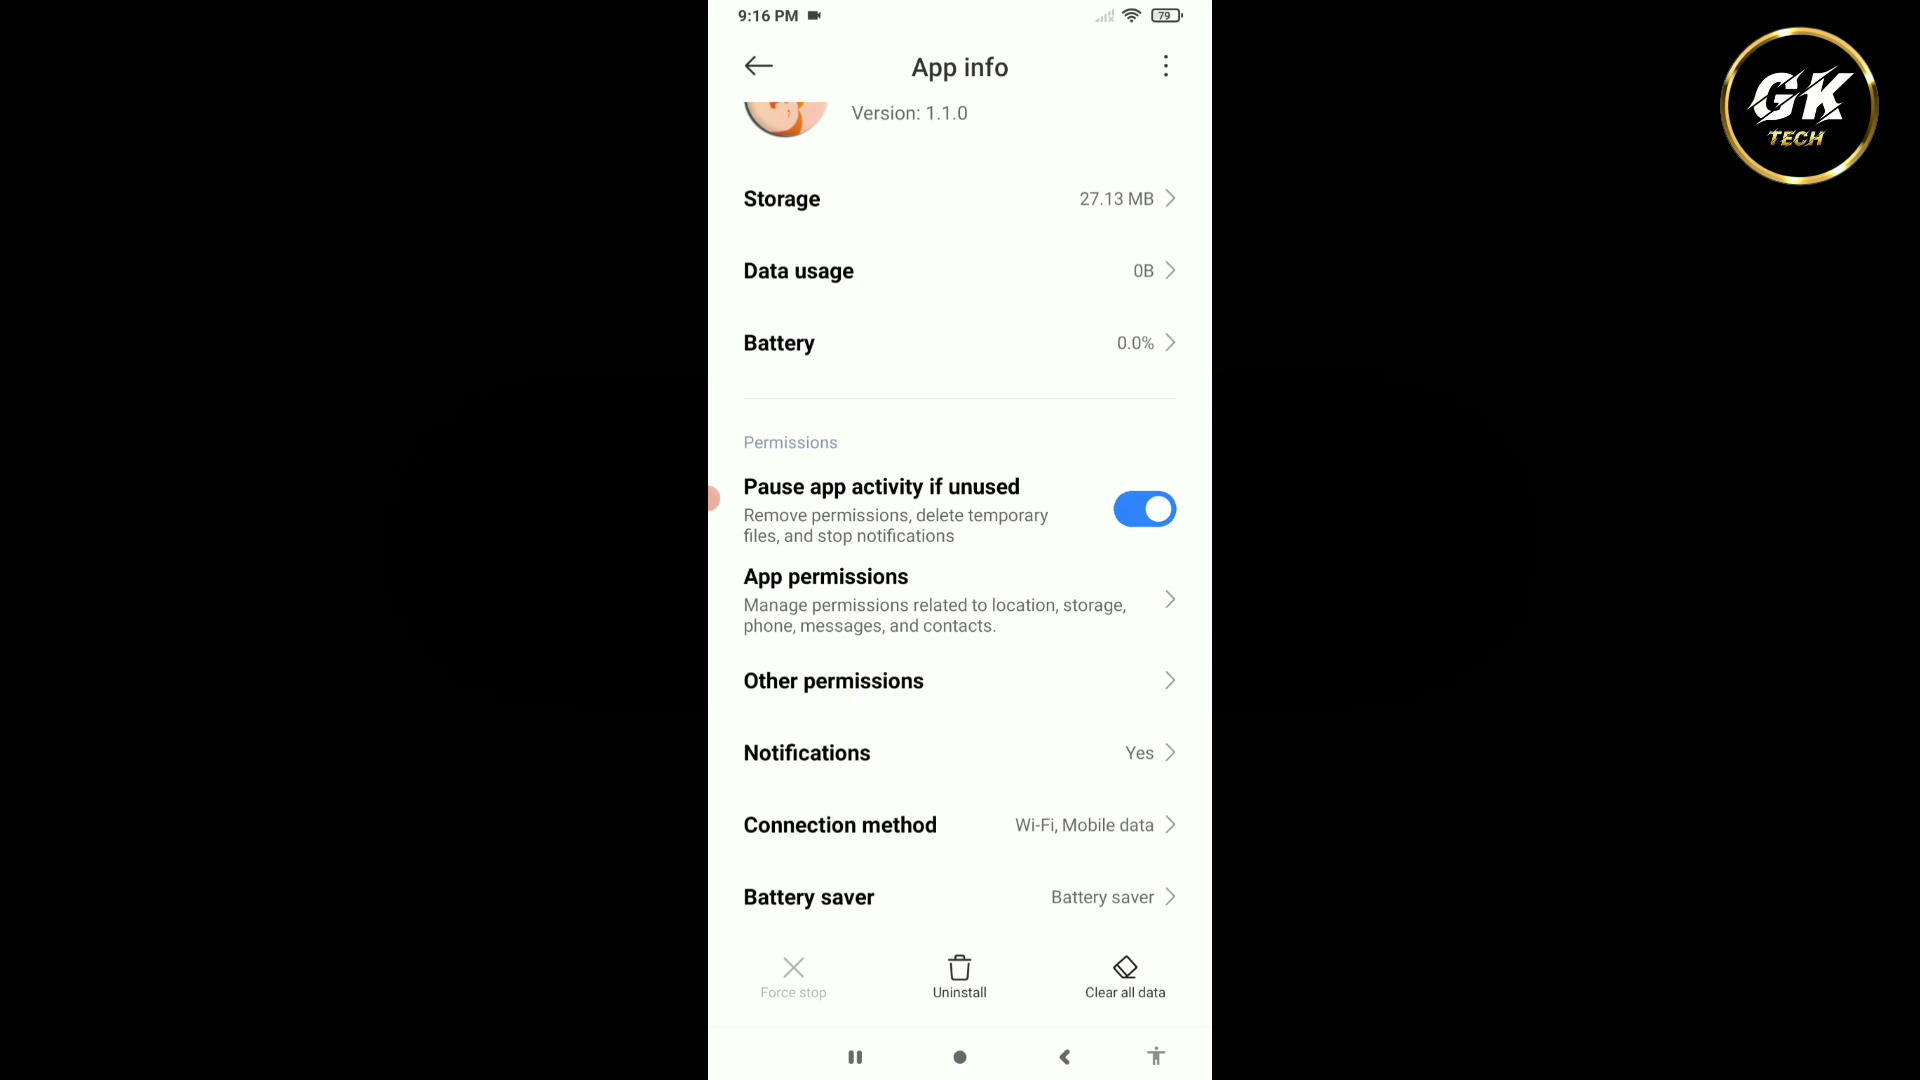 9:16 PM
79
App info
Version: 1.1.0
Storage 27.13 MB
Data usage 0B
Battery 0.0%
Permissions
Pause app activity if unused
Remove permissions, delete temporary
files, and stop notifications
App permissions
Manage permissions related to location, storage,
phone, messages, and contacts.
Other permissions
Notifications Yes
Connection method Wi-Fi, Mobile data
Battery saver Battery saver
Force stop Uninstall Clear all data
GK
TECH